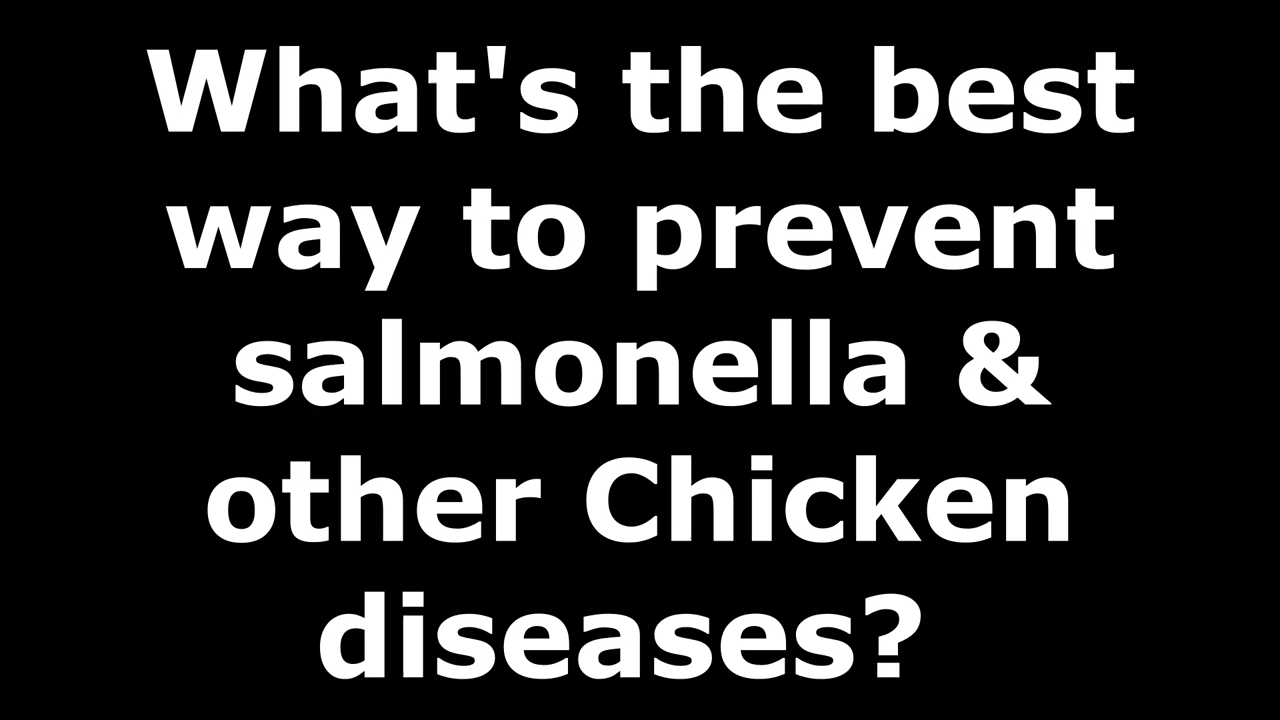 What's the best
way to prevent
salmonella &
other Chicken
diseases?